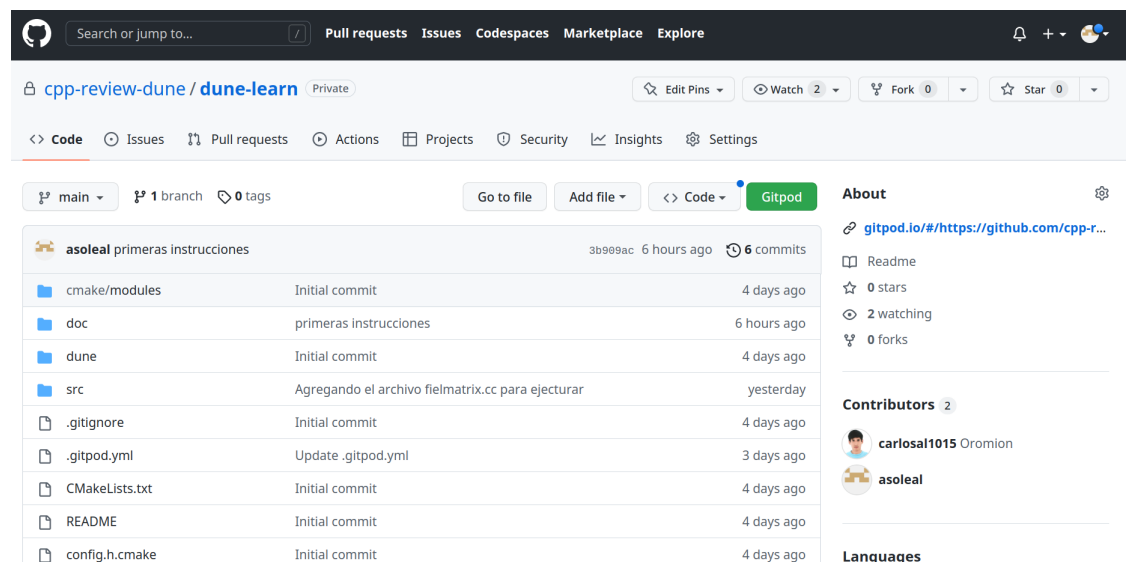 Search or jump to... / Pull requests Issues Codespaces Marketplace Explore
cpp-review-dune / dune-learn Private Edit Pins Watch 2 Fork 0 Star 0
<> Code Issues Pull requests Actions Projects Security Insights Settings
main 1 branch 0 tags Go to file Add file <> Code Gitpod
About
asoleal primeras instrucciones 3b909ac 6 hours ago 6 commits
gitpod.io/#/https://github.com/cpp-r...
cmake/modules Initial commit 4 days ago
Readme
doc primeras instrucciones 6 hours ago
0 stars
2 watching
dune Initial commit 4 days ago
0 forks
src Agregando el archivo fielmatrix.cc para ejecturar yesterday
Contributors 2
.gitignore Initial commit 4 days ago
carlosal1015 Oromion
.gitpod.yml Update .gitpod.yml 3 days ago
asoleal
CMakeLists.txt Initial commit 4 days ago
README Initial commit 4 days ago
config.h.cmake Initial commit 4 days ago
Languages